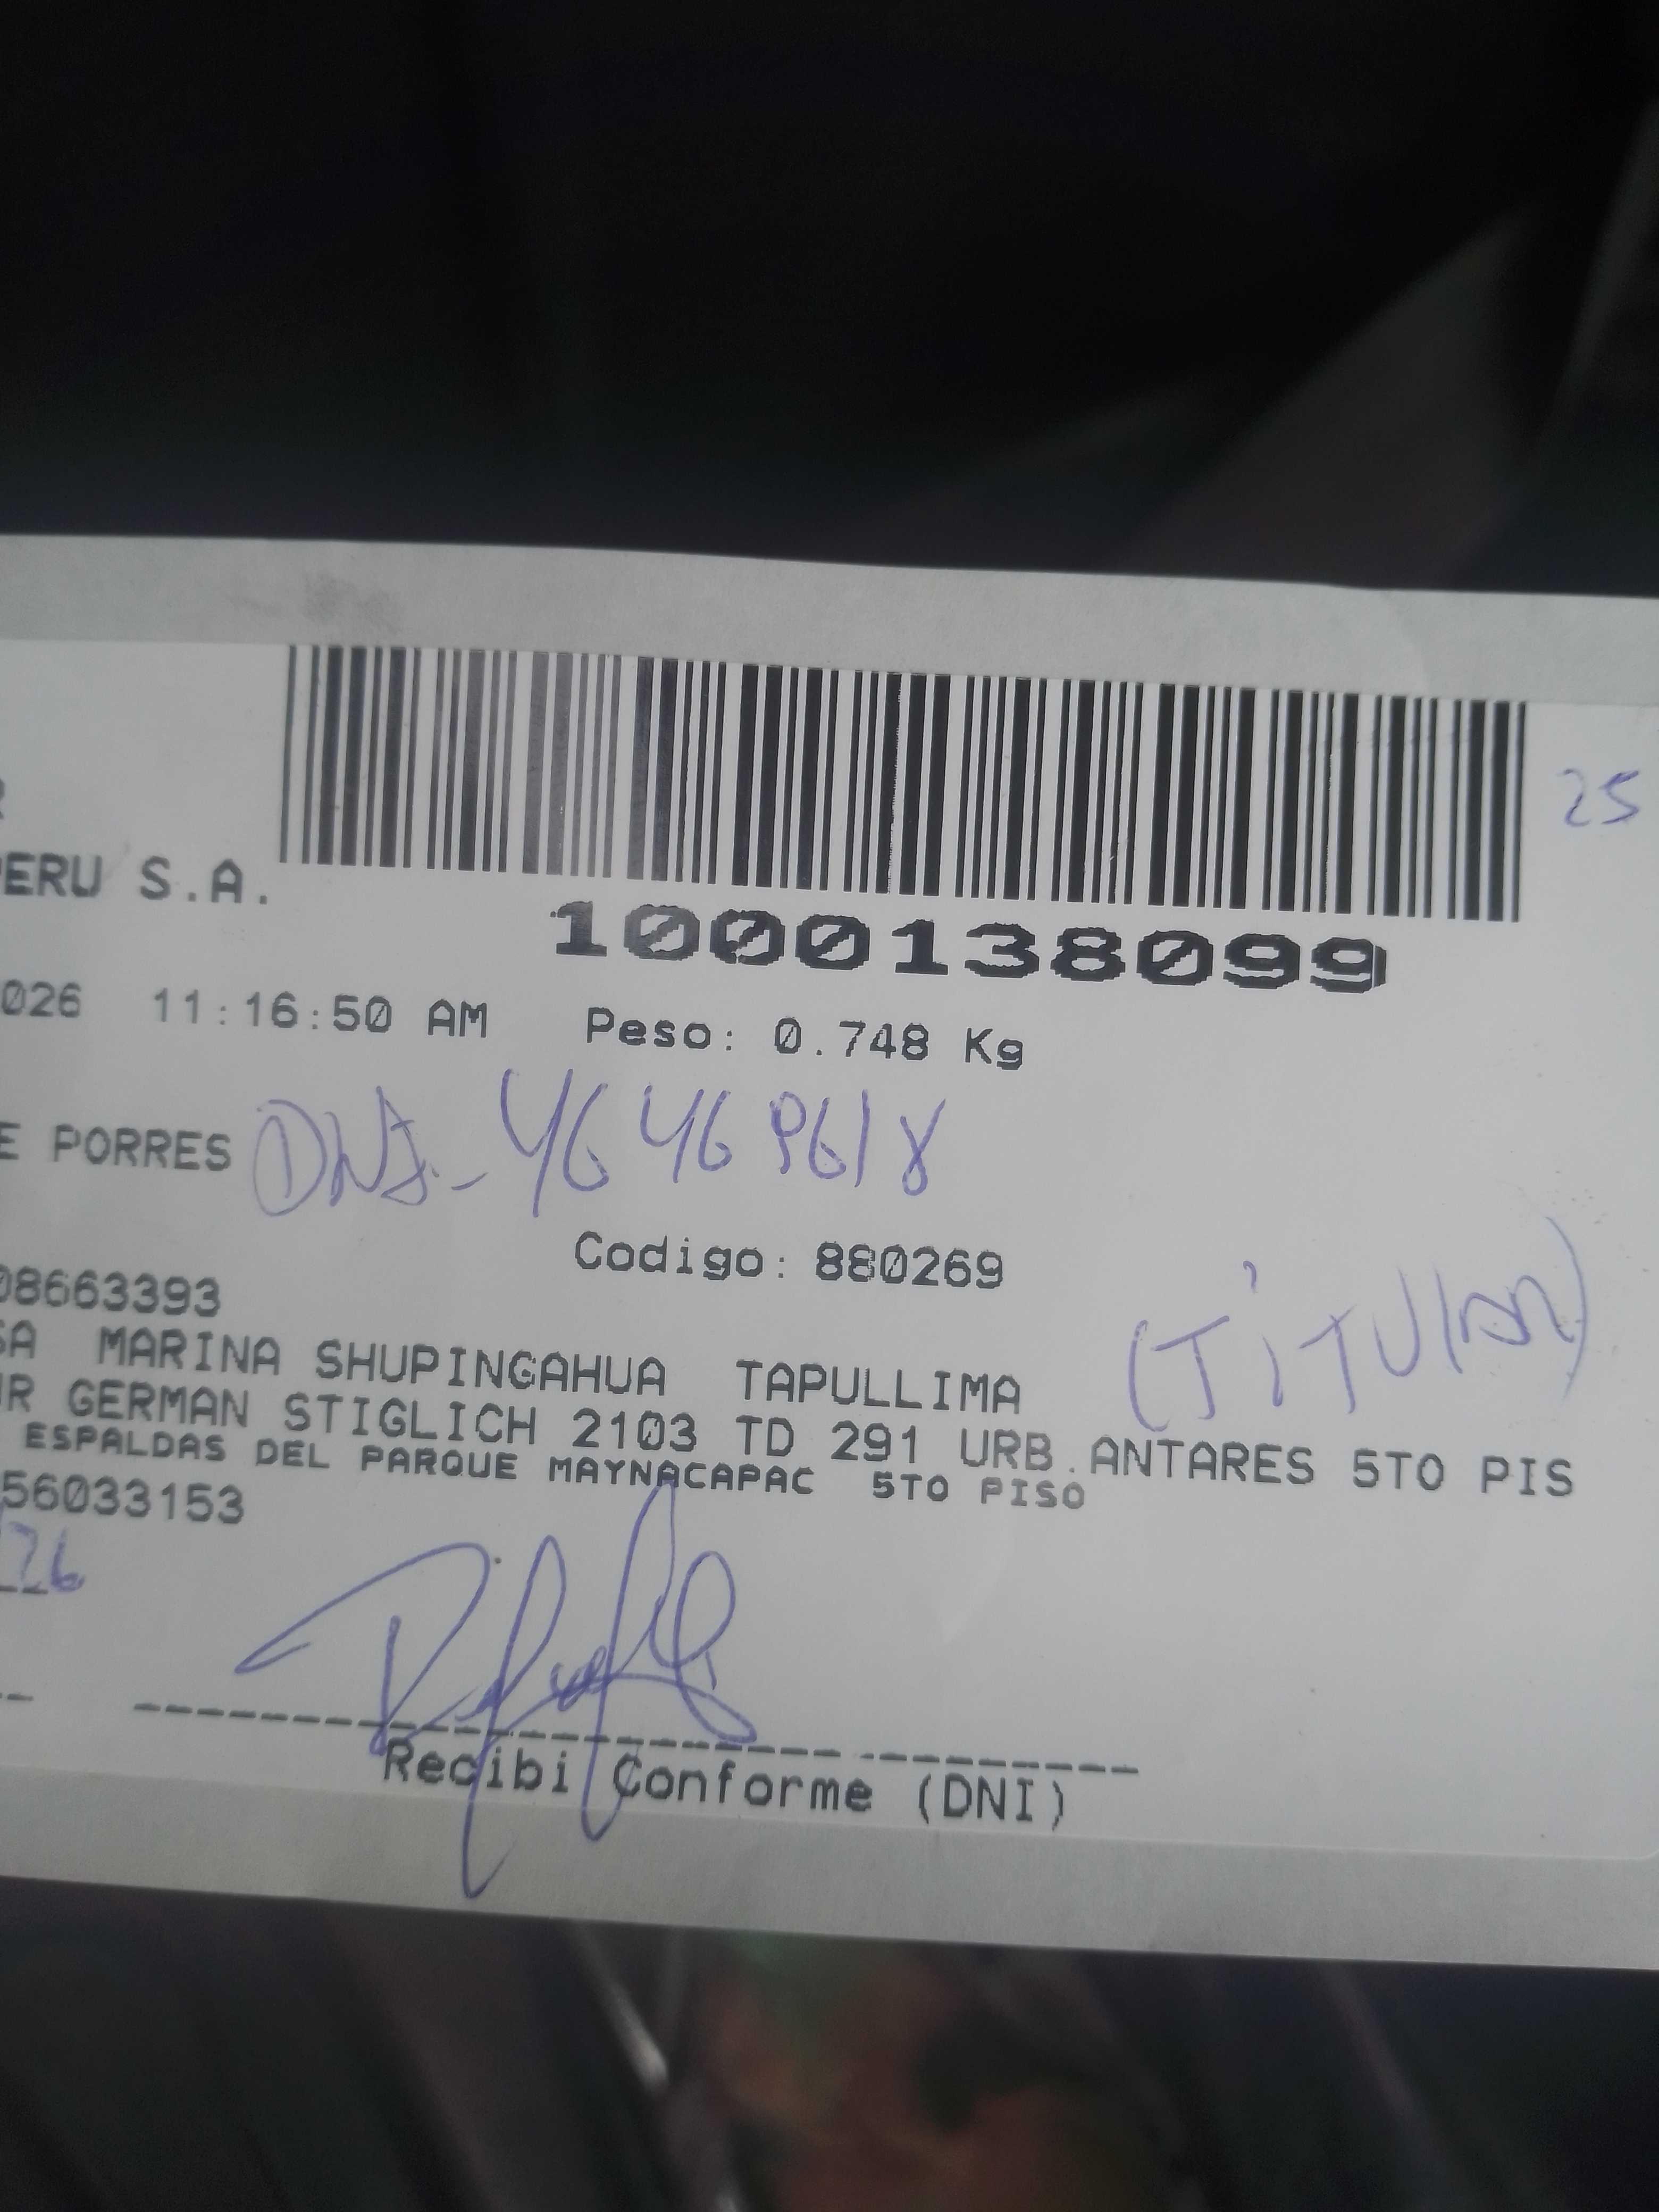 25
ERU S.A.
1000138099
026 11:16:50 AM Peso: 0.748 Kg
E PORRES DNI- 46469618
Codigo: 880269
08663393
SA MARINA SHUPINGAHUA TAPULLIMA (TiTUlar)
R GERMAN STIGLICH 2103 TD 291 URB.ANTARES 5TO PIS
ESPALDAS DEL PARQUE MAYNACAPAC 5TO PISO
56033153
26
Recibi Conforme (DNI)